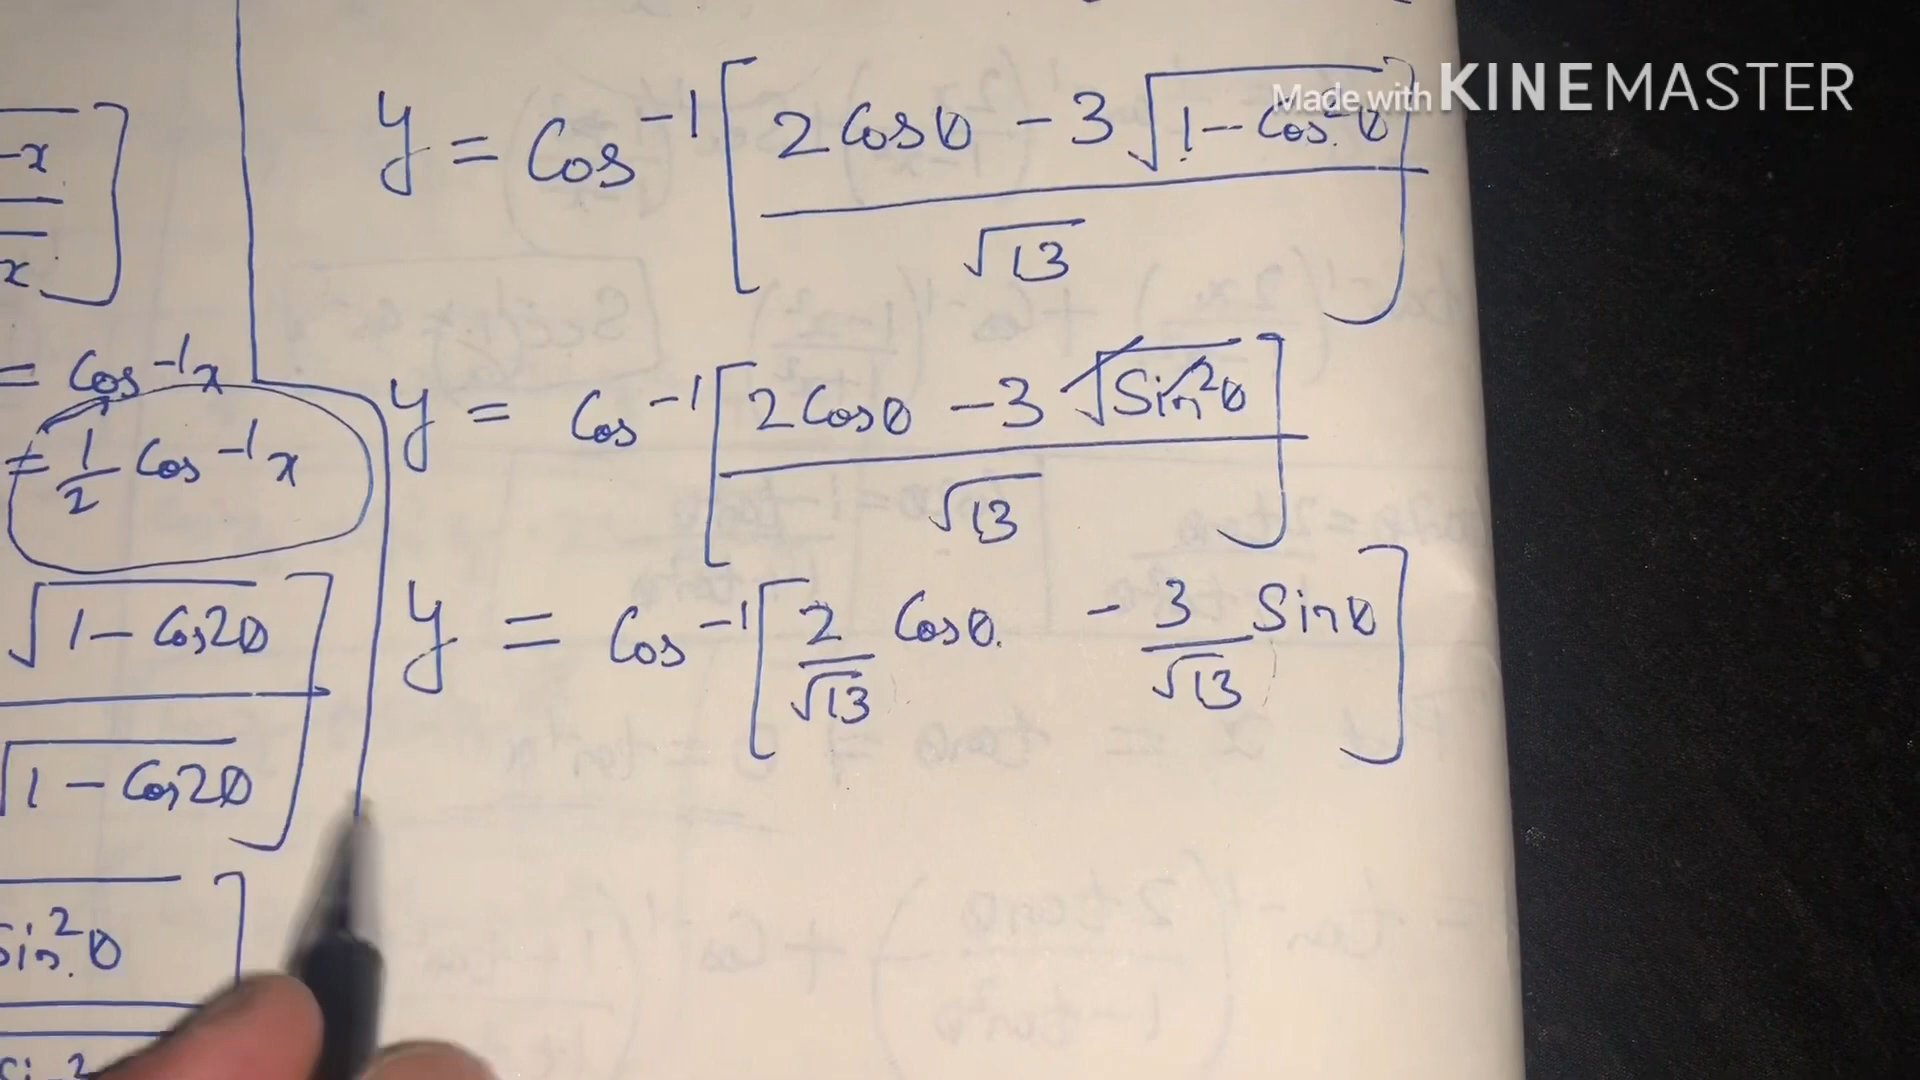 Made with KINEMASTER
y = Cos⁻¹[(2 Cosθ - 3√(1 - Cos²θ))/√13]
y = Cos⁻¹[(2 Cosθ - 3√(Sin²θ))/√13]
y = Cos⁻¹[2/√13 Cosθ - 3/√13 Sinθ]
-x
x
= Cos⁻¹x
= 1/2 Cos⁻¹x
√(1 - Cos2θ)
√(1 - Cos2θ)
Sin²θ